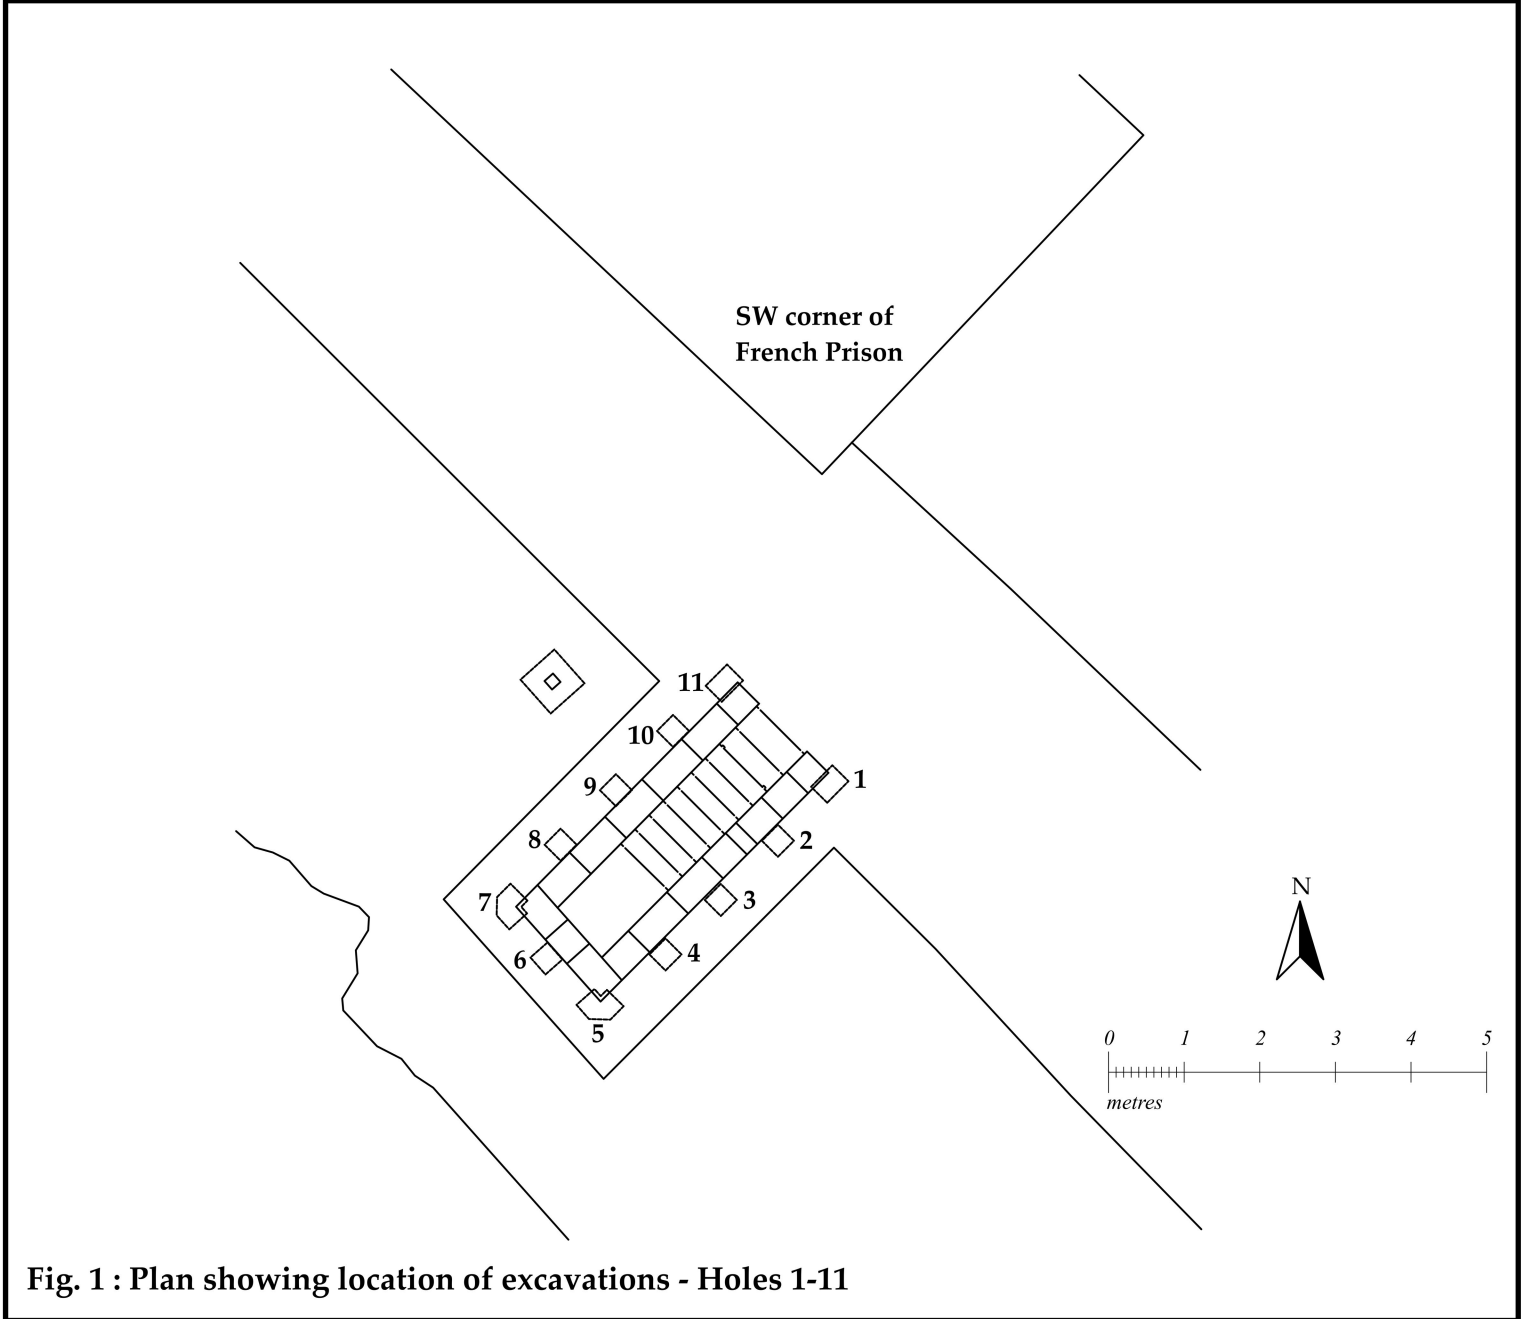 SW corner of
French Prison
11
10
9
8
7
6
5
4
3
2
1
N
0 1 2 3 4 5
metres
Fig. 1 : Plan showing location of excavations - Holes 1-11